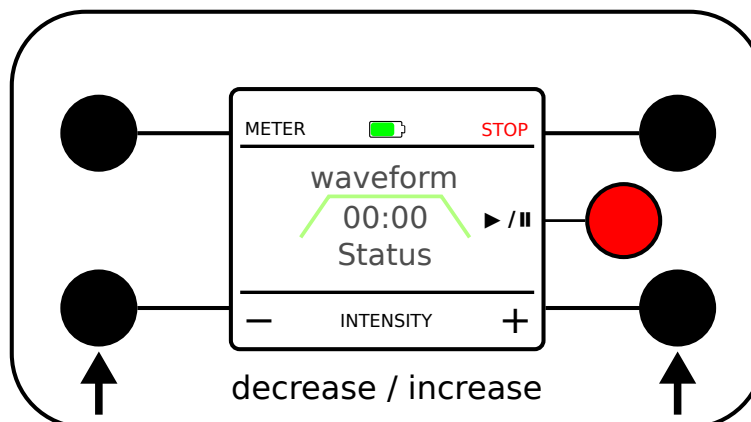 METER STOP
waveform
00:00
▶ /⏸
Status
− INTENSITY +
decrease / increase